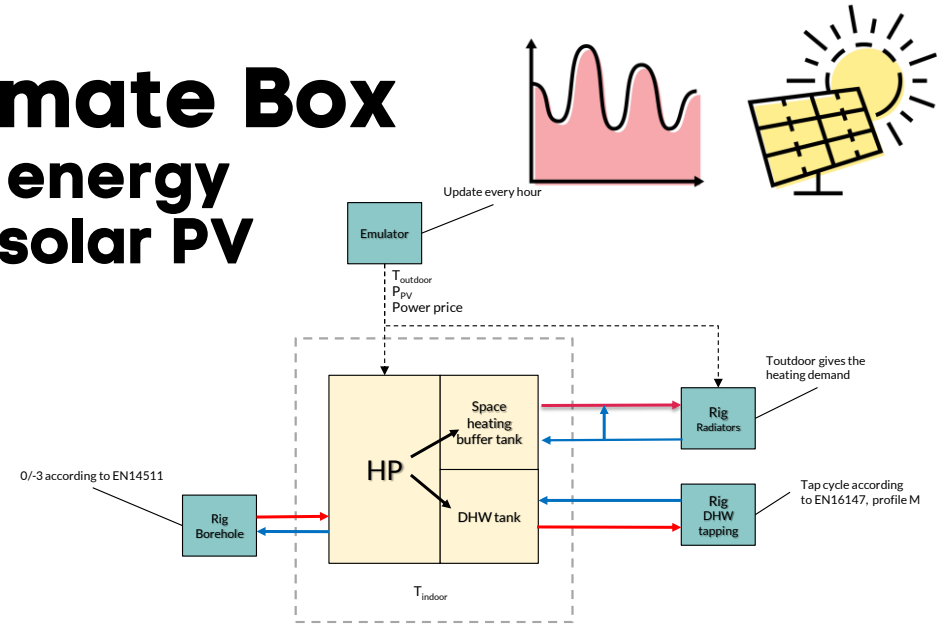 mate Box
energy
solar PV
Update every hour
Emulator
Toutdoor
PPV
Power price
Toutdoor gives the
heating demand
Space
heating
buffer tank
Rig
Radiators
HP
0/-3 according to EN14511
Rig
Borehole
DHW tank
Rig
DHW
tapping
Tap cycle according
to EN16147, profile M
Tindoor